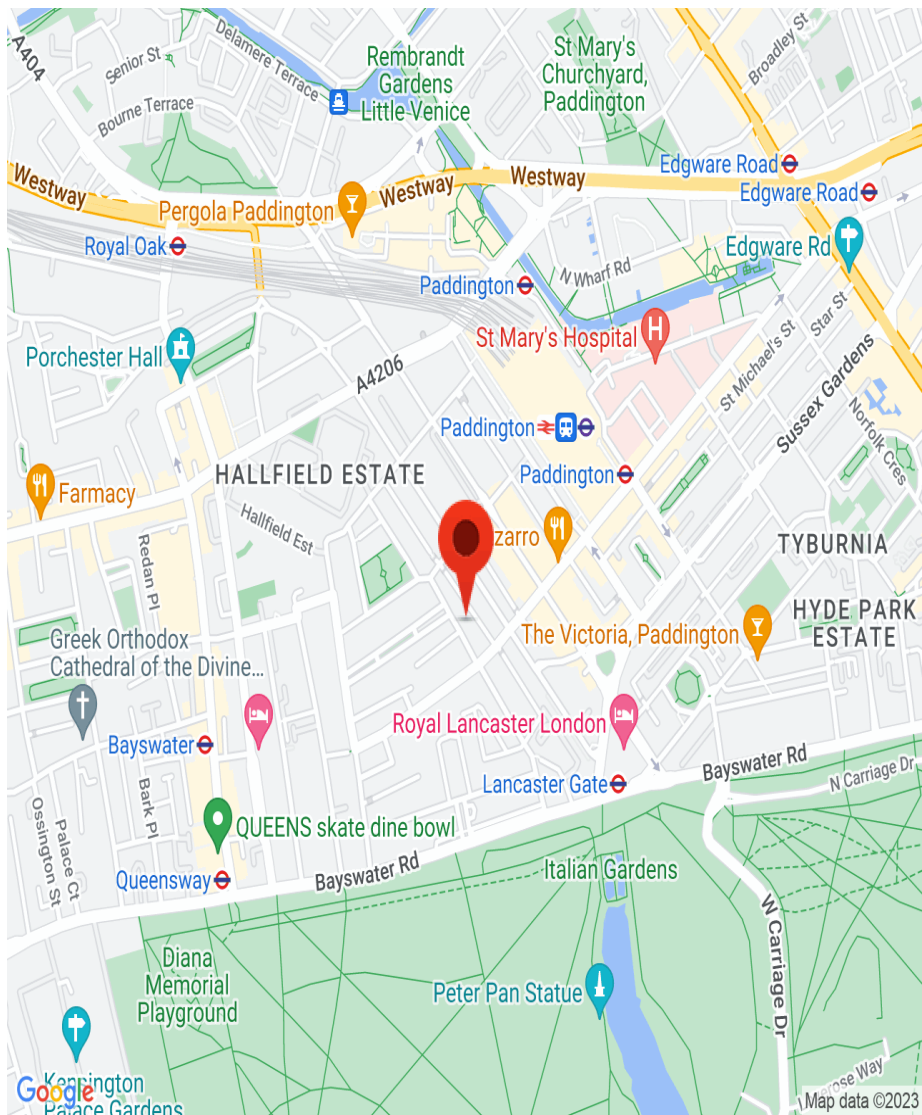 A404
Senior St
Delamere Terrace
Rembrandt
Gardens
Little Venice
St Mary's
Churchyard,
Paddington
Broadley St
Bourne Terrace
Westway
Westway
Westway
Edgware Road
Edgware Road
Pergola Paddington
Royal Oak
Edgware Rd
Paddington
N Wharf Rd
St Mary's Hospital
Star St
St Michael's St
Sussex Gardens
Porchester Hall
A4206
Norfolk Cres
Paddington
HALLFIELD ESTATE
Paddington
Farmacy
Hallfield Est
zarro
Redan Pl
TYBURNIA
HYDE PARK
ESTATE
The Victoria, Paddington
Greek Orthodox
Cathedral of the Divine...
Royal Lancaster London
Bayswater
Bayswater Rd
Lancaster Gate
N Carriage Dr
Bark Pl
Palace Ct
Ossington St
QUEENS skate dine bowl
Queensway
Bayswater Rd
Italian Gardens
W Carriage Dr
Diana
Memorial
Playground
Peter Pan Statue
Google
Palace Gardens
Map data ©2023